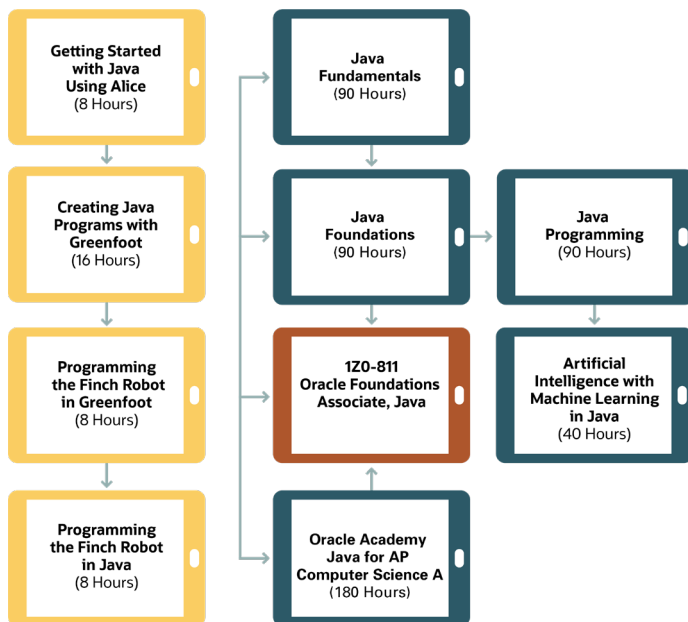 Getting Started
with Java
Using Alice
(8 Hours)
Creating Java
Programs with
Greenfoot
(16 Hours)
Programming
the Finch Robot
in Greenfoot
(8 Hours)
Programming
the Finch Robot
in Java
(8 Hours)
Java
Fundamentals
(90 Hours)
Java
Foundations
(90 Hours)
1Z0-811
Oracle Foundations
Associate, Java
Oracle Academy
Java for AP
Computer Science A
(180 Hours)
Java
Programming
(90 Hours)
Artificial
Intelligence with
Machine Learning
in Java
(40 Hours)